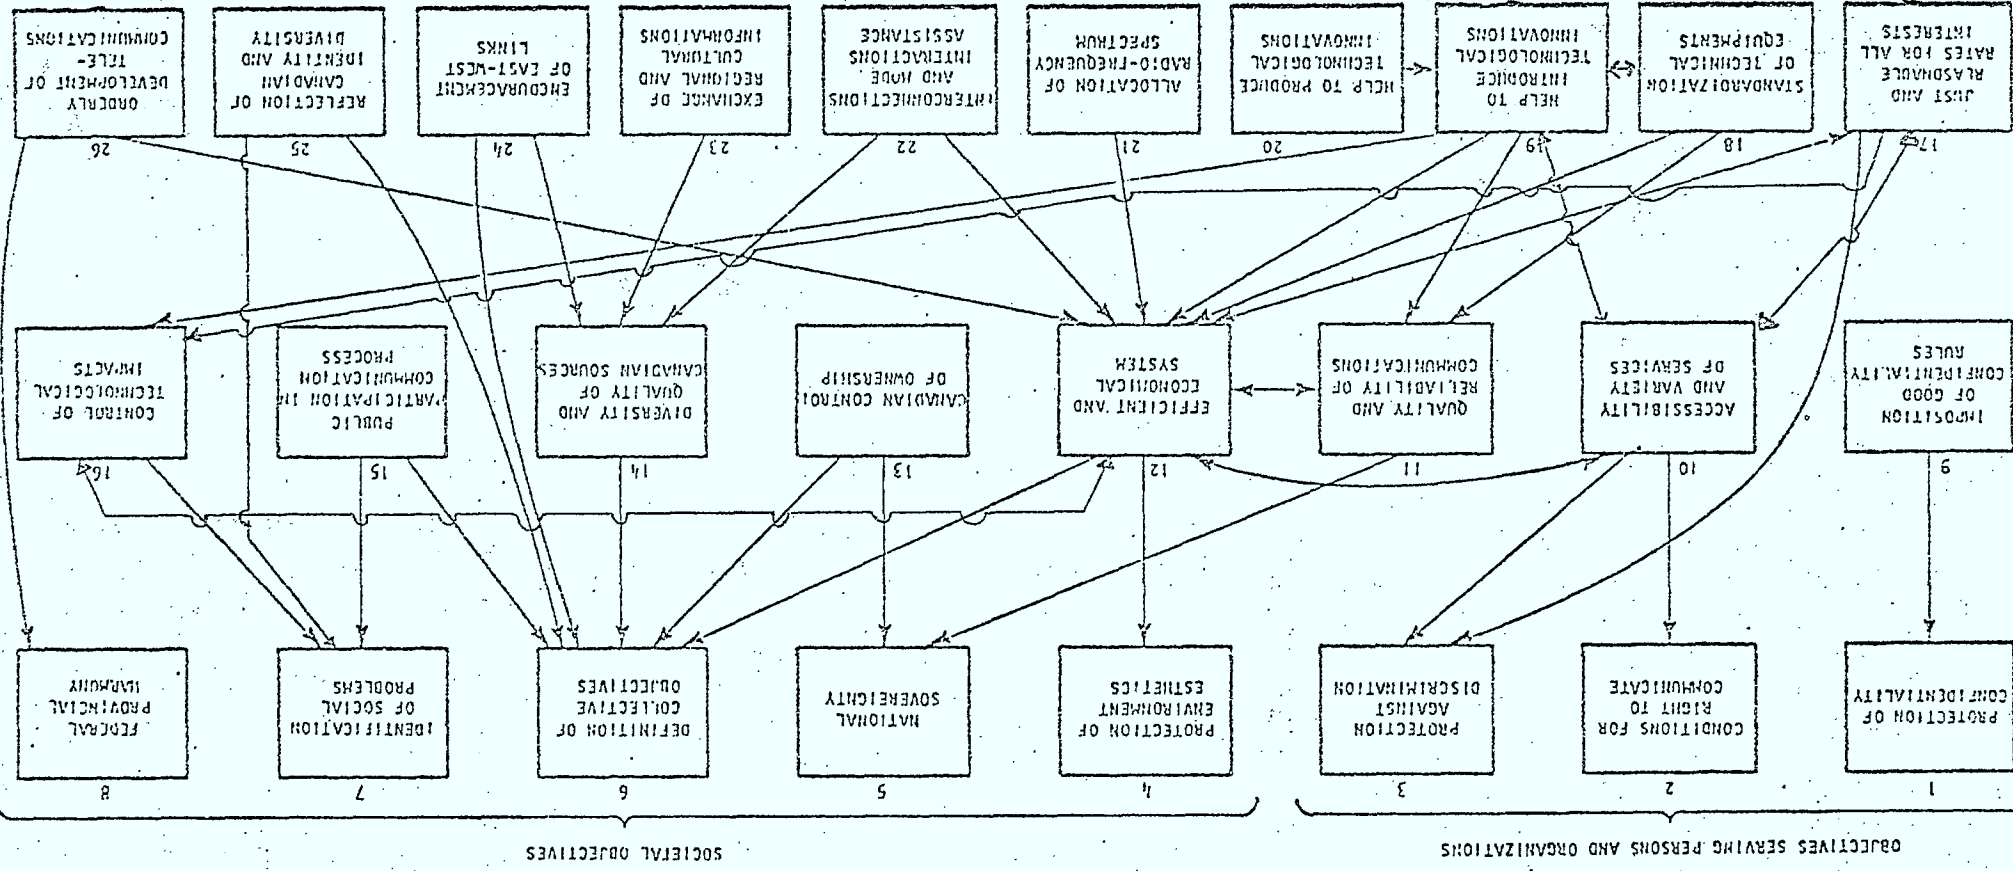 OBJECTIVES SERVING PERSONS AND ORGANIZATIONS
SOCIETAL OBJECTIVES
1
PROTECTION OF
CONFIDENTIALITY
2
CONDITIONS FOR
RIGHT TO
COMMUNICATE
3
PROTECTION
AGAINST
DISCRIMINATION
4
PROTECTION OF
ENVIRONMENT
ESTHETICS
5
NATIONAL
SOVEREIGNTY
6
DEFINITION OF
COLLECTIVE
OBJECTIVES
7
IDENTIFICATION
OF SOCIAL
PROBLEMS
8
FEDERAL
PROVINCIAL
HARMONY
9
IMPOSITION
OF GOOD
CONFIDENTIALITY
RULES
10
ACCESSIBILITY
AND VARIETY
OF SERVICES
11
QUALITY AND
RELIABILITY OF
COMMUNICATIONS
12
EFFICIENT AND
ECONOMICAL
SYSTEM
13
CANADIAN CONTROL
OF OWNERSHIP
14
DIVERSITY AND
QUALITY OF
CANADIAN SOURCES
15
PUBLIC
PARTICIPATION IN
COMMUNICATION
PROCESS
16
CONTROL OF
TECHNOLOGICAL
IMPACTS
17
JUST AND
REASONABLE
RATES FOR ALL
INTERESTS
18
STANDARDIZATION
OF TECHNICAL
EQUIPMENTS
19
HELP TO
INTRODUCE
TECHNOLOGICAL
INNOVATIONS
20
HELP TO PRODUCE
TECHNOLOGICAL
INNOVATIONS
21
ALLOCATION OF
RADIO-FREQUENCY
SPECTRUM
22
INTERCONNECTIONS
AND MODE
INTERACTIONS
ASSISTANCE
23
EXCHANGE OF
REGIONAL AND
CULTURAL
INFORMATIONS
24
ENCOURAGEMENT
OF EAST-WEST
LINKS
25
REFLECTION OF
CANADIAN
IDENTITY AND
DIVERSITY
26
ORDERLY
DEVELOPMENT OF
TELE-
COMMUNICATIONS